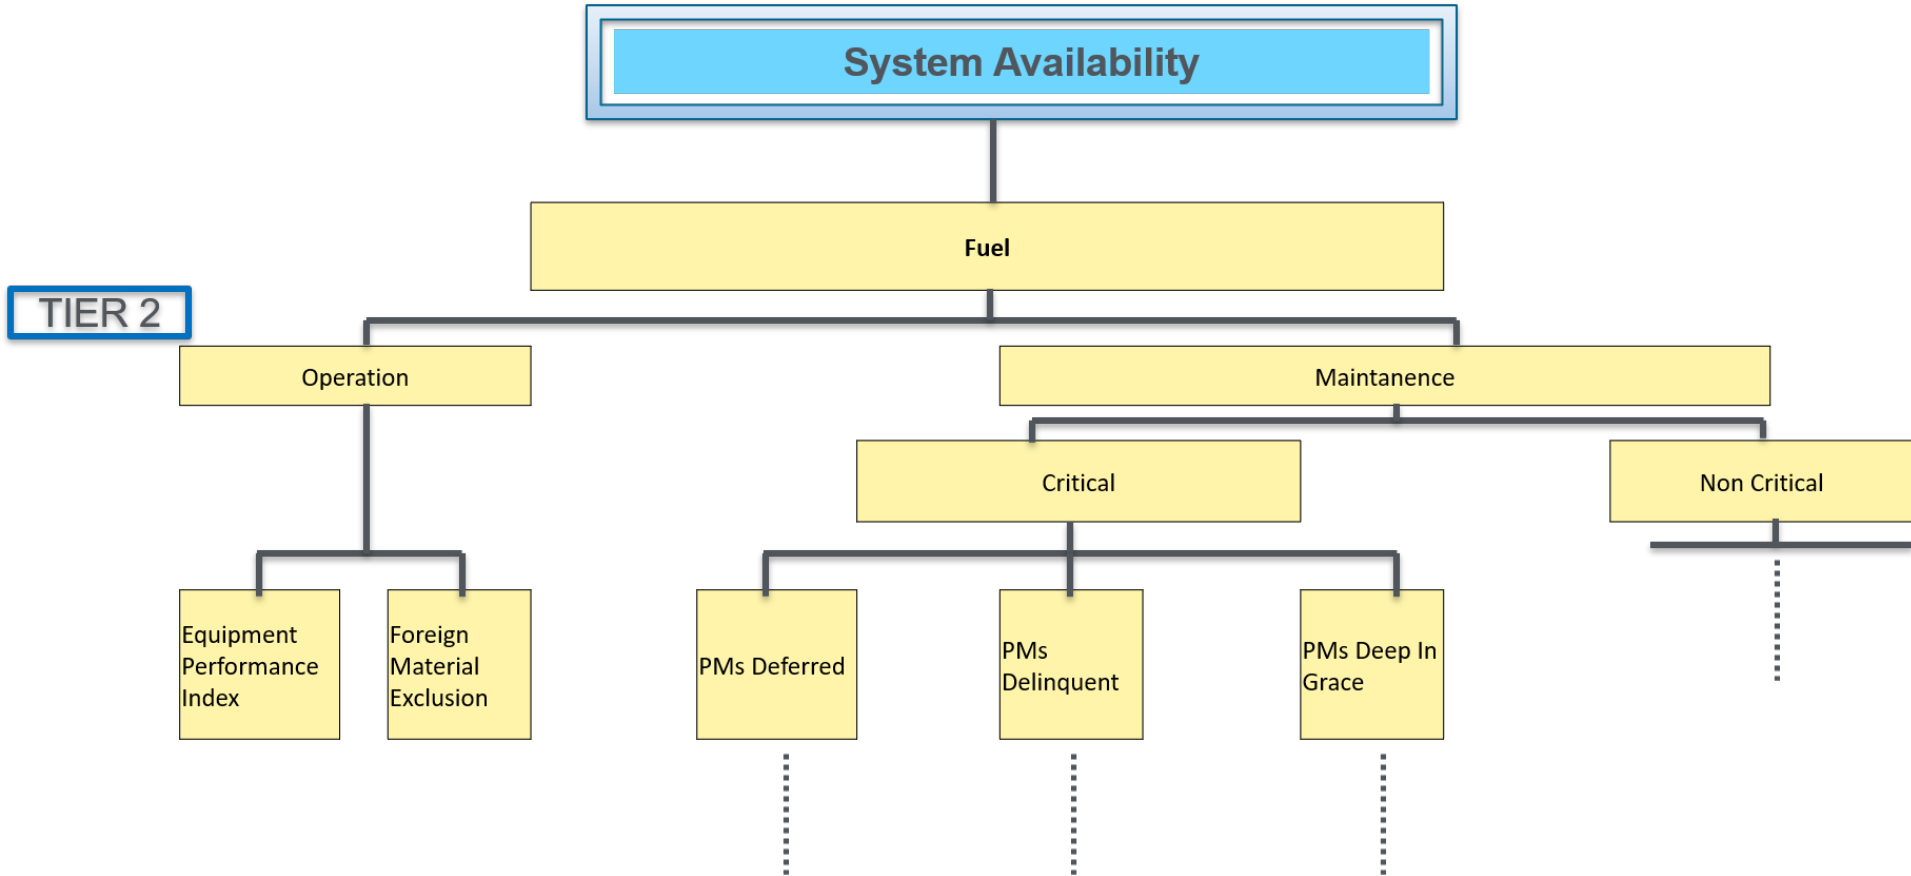 System Availability
Fuel
TIER 2
Operation
Maintanence
Critical
Non Critical
Equipment
Performance
Index
Foreign
Material
Exclusion
PMs Deferred
PMs
Delinquent
PMs Deep In
Grace